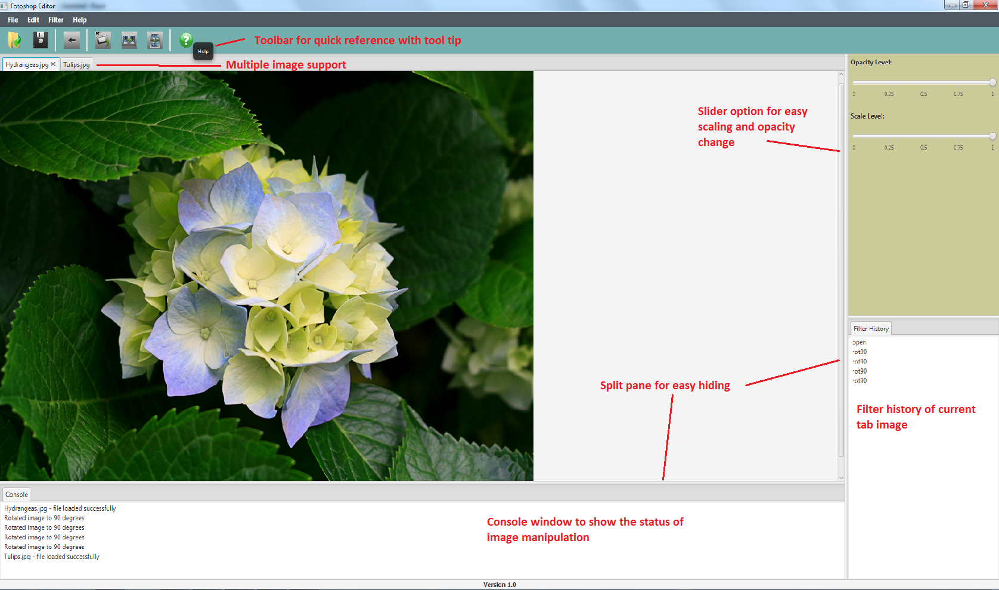 Fotoshop Editor
File Edit Filter Help
Help
Toolbar for quick reference with tool tip
Hydrangeas.jpg Tulips.jpg
Multiple image support
Opacity Level:
0 0.25 0.5 0.75 1
Scale Level:
0 0.25 0.5 0.75 1
Slider option for easy
scaling and opacity
change
Split pane for easy hiding
Filter History
open
rot90
rot90
rot90
rot90
Filter history of current
tab image
Console
Hydrangeas.jpg - file loaded successfully
Rotated image to 90 degrees
Rotated image to 90 degrees
Rotated image to 90 degrees
Rotated image to 90 degrees
Tulips.jpg - file loaded successfully
Console window to show the status of
image manipulation
Version 1.0